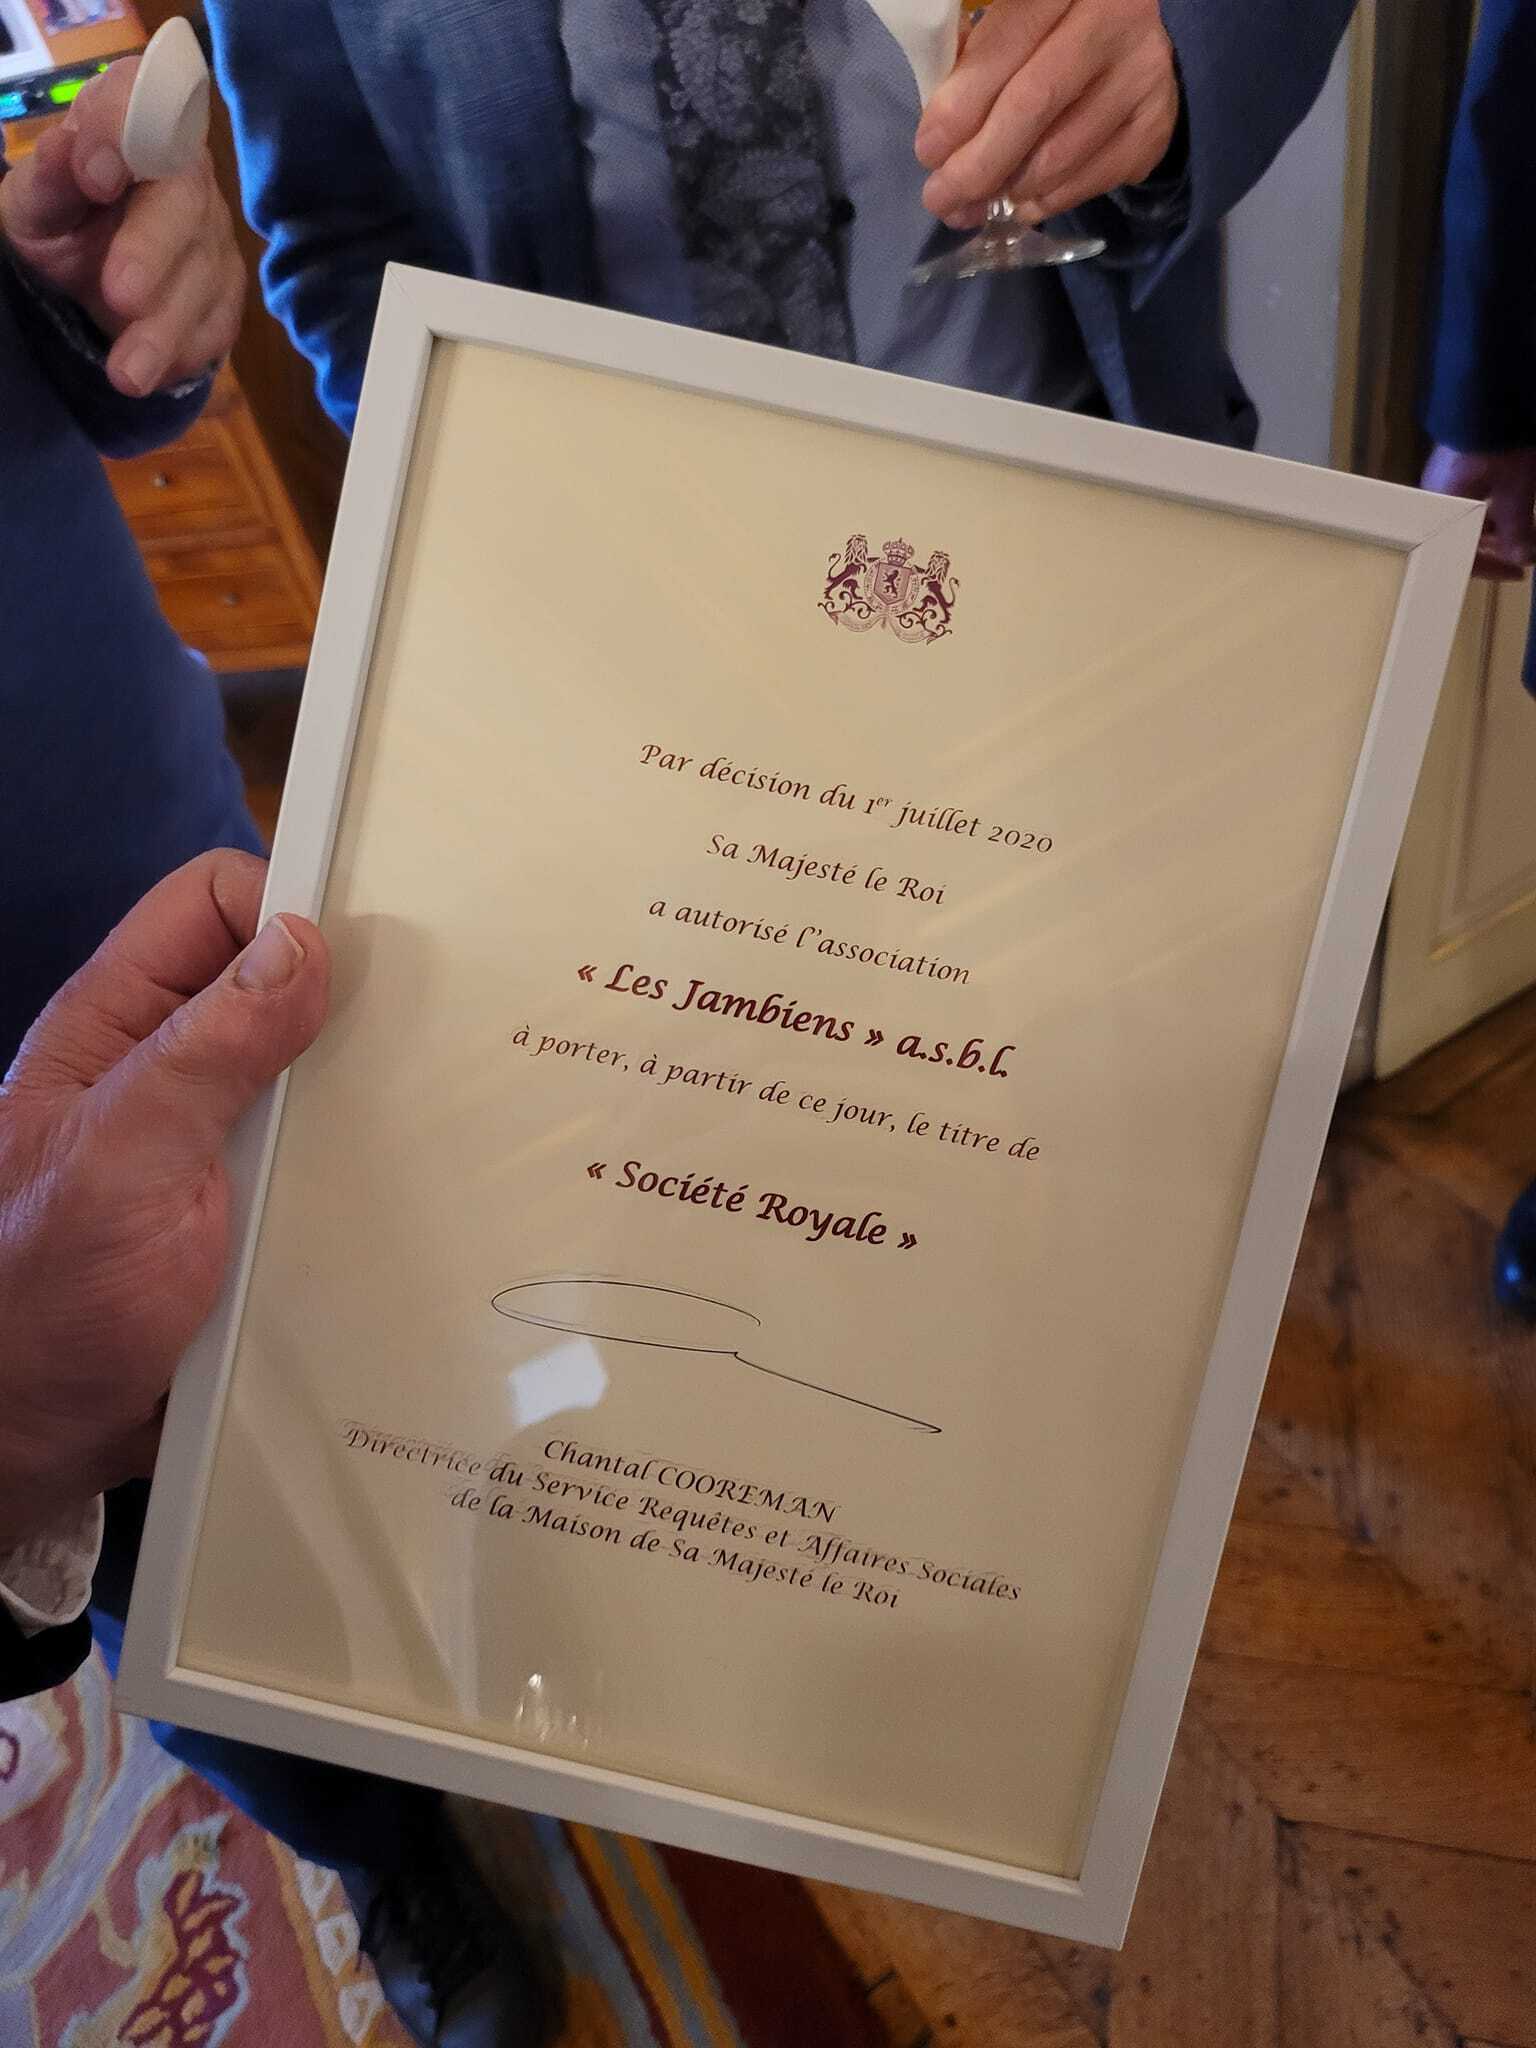 Par décision du 1er juillet 2020
Sa Majesté le Roi
a autorisé l'association
« Les Jambiens » a.s.b.l.
à porter, à partir de ce jour, le titre de
« Société Royale »
Chantal COOREMAN
Directrice du Service Requêtes et Affaires Sociales
de la Maison de Sa Majesté le Roi